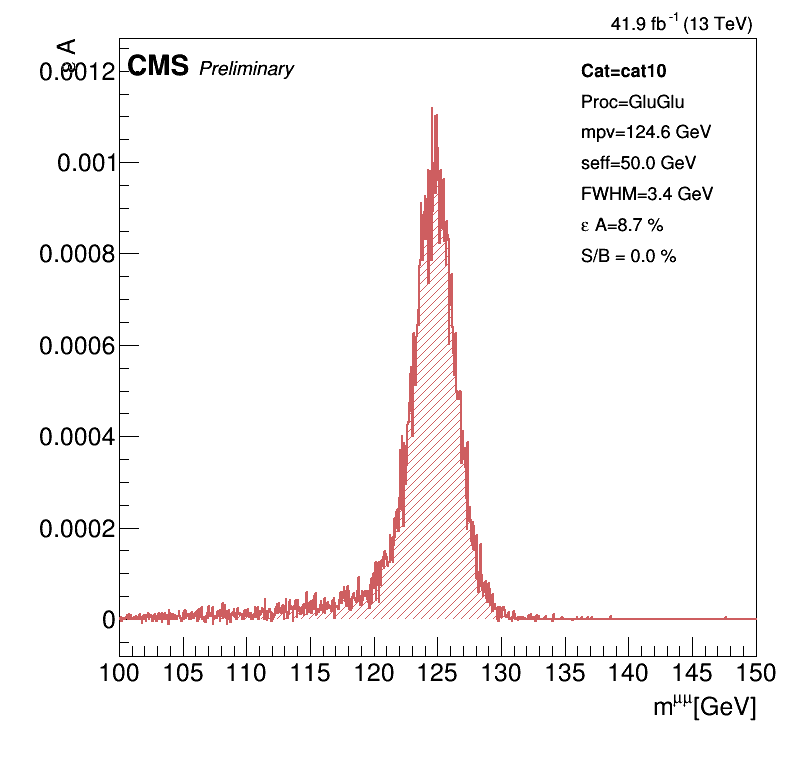 41.9 fb-1 (13 TeV)
ε A
CMS Preliminary
Cat=cat10
Proc=GluGlu
mpv=124.6 GeV
seff=50.0 GeV
FWHM=3.4 GeV
ε A=8.7 %
S/B = 0.0 %
0.0012
0.001
0.0008
0.0006
0.0004
0.0002
0
100 105 110 115 120 125 130 135 140 145 150
mμμ[GeV]